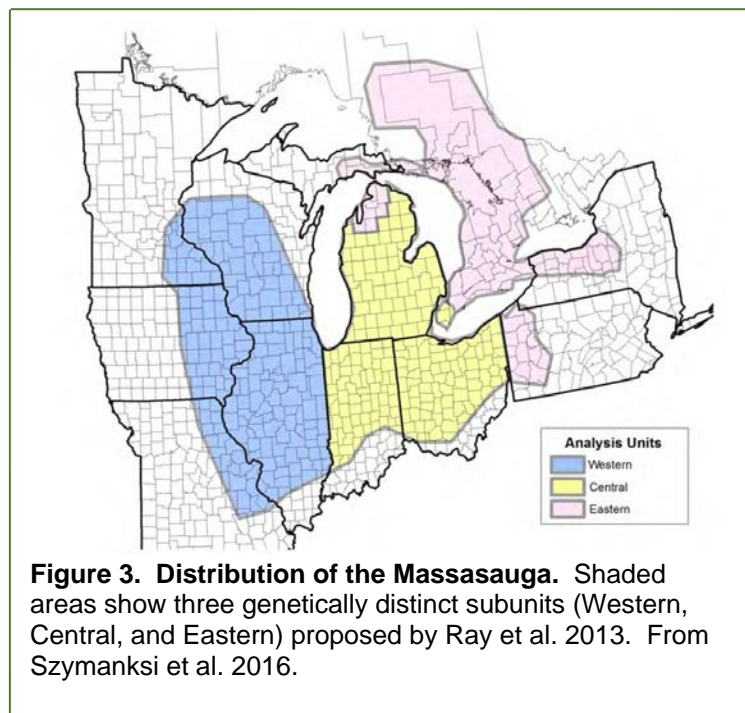 Analysis Units
Western
Central
Eastern
Figure 3.  Distribution of the Massasauga.  Shaded
areas show three genetically distinct subunits (Western,
Central, and Eastern) proposed by Ray et al. 2013.  From
Szymanksi et al. 2016.